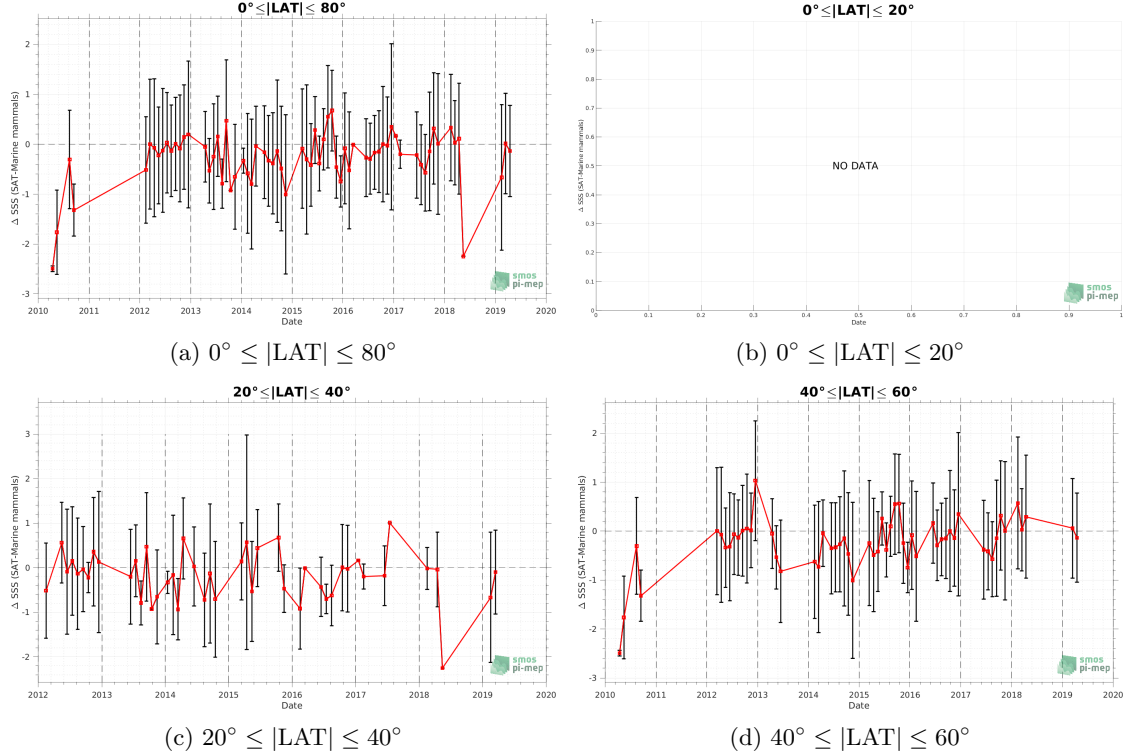 0°≤|LAT|≤ 80°
Δ SSS (SAT-Marine mammals)
2
1
0
-1
-2
-3
2010 2011 2012 2013 2014 2015 2016 2017 2018 2019 2020
Date
smos
pi-mep
(a) 0° ≤ |LAT| ≤ 80°
0°≤|LAT|≤ 20°
Δ SSS (SAT-Marine mammals)
1
0.9
0.8
0.7
0.6
0.5
0.4
0.3
0.2
0.1
0
NO DATA
0 0.1 0.2 0.3 0.4 0.5 0.6 0.7 0.8 0.9 1
Date
smos
pi-mep
(b) 0° ≤ |LAT| ≤ 20°
20°≤|LAT|≤ 40°
Δ SSS (SAT-Marine mammals)
3
2
1
0
-1
-2
2012 2013 2014 2015 2016 2017 2018 2019 2020
Date
smos
pi-mep
(c) 20° ≤ |LAT| ≤ 40°
40°≤|LAT|≤ 60°
Δ SSS (SAT-Marine mammals)
2
1
0
-1
-2
-3
2010 2011 2012 2013 2014 2015 2016 2017 2018 2019 2020
Date
smos
pi-mep
(d) 40° ≤ |LAT| ≤ 60°